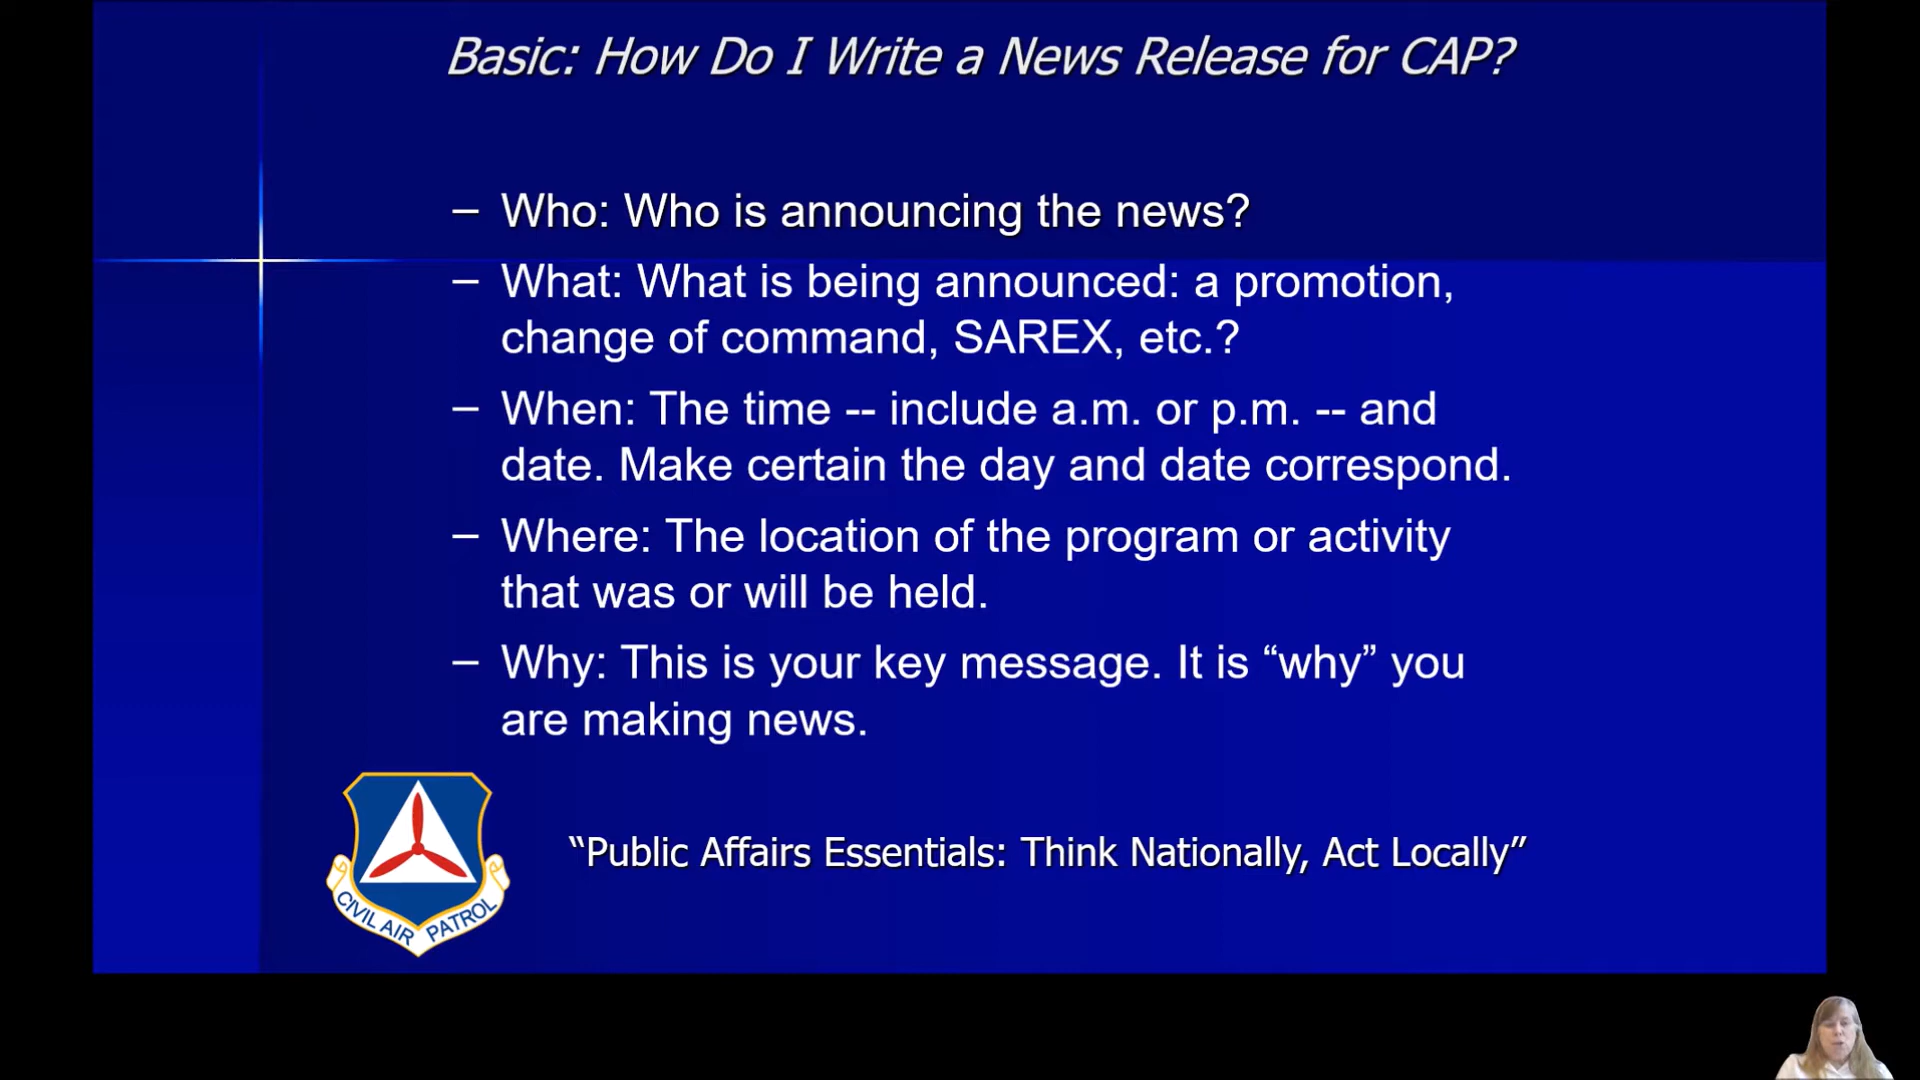 Basic: How Do I Write a News Release for CAP?
– Who: Who is announcing the news?
– What: What is being announced: a promotion,
change of command, SAREX, etc.?
– When: The time -- include a.m. or p.m. -- and
date. Make certain the day and date correspond.
– Where: The location of the program or activity
that was or will be held.
– Why: This is your key message. It is “why” you
are making news.
“Public Affairs Essentials: Think Nationally, Act Locally”
CIVIL AIR PATROL